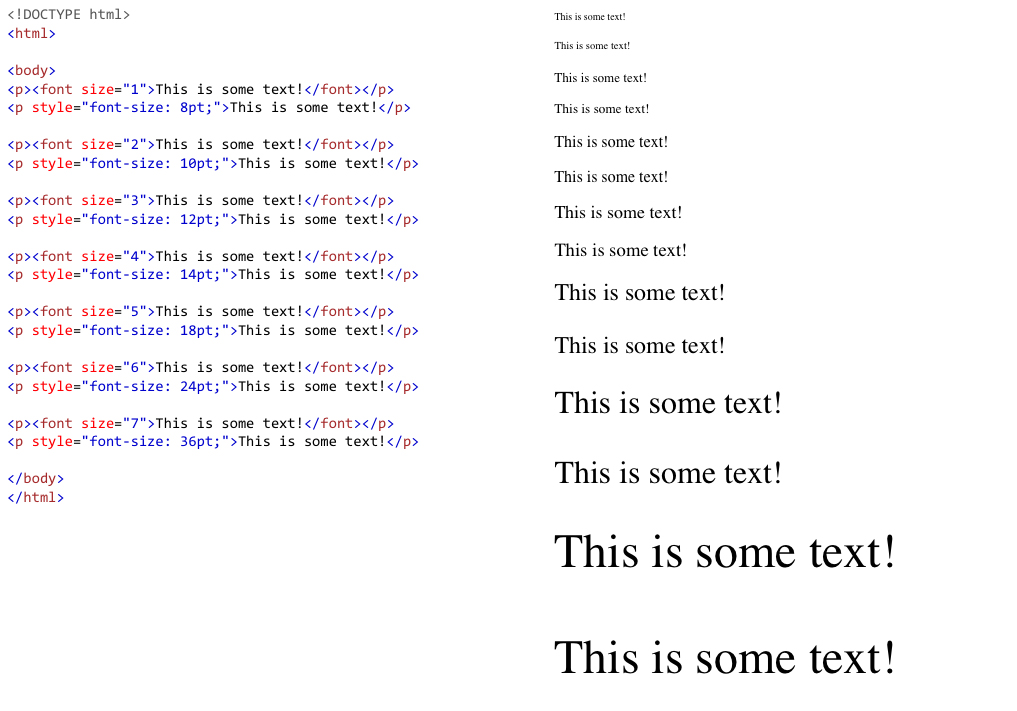 <!DOCTYPE html>
<html>
<body>
<p><font size="1">This is some text!</font></p>
<p style="font-size: 8pt;">This is some text!</p>
<p><font size="2">This is some text!</font></p>
<p style="font-size: 10pt;">This is some text!</p>
<p><font size="3">This is some text!</font></p>
<p style="font-size: 12pt;">This is some text!</p>
<p><font size="4">This is some text!</font></p>
<p style="font-size: 14pt;">This is some text!</p>
<p><font size="5">This is some text!</font></p>
<p style="font-size: 18pt;">This is some text!</p>
<p><font size="6">This is some text!</font></p>
<p style="font-size: 24pt;">This is some text!</p>
<p><font size="7">This is some text!</font></p>
<p style="font-size: 36pt;">This is some text!</p>
</body>
</html>
This is some text!
This is some text!
This is some text!
This is some text!
This is some text!
This is some text!
This is some text!
This is some text!
This is some text!
This is some text!
This is some text!
This is some text!
This is some text!
This is some text!